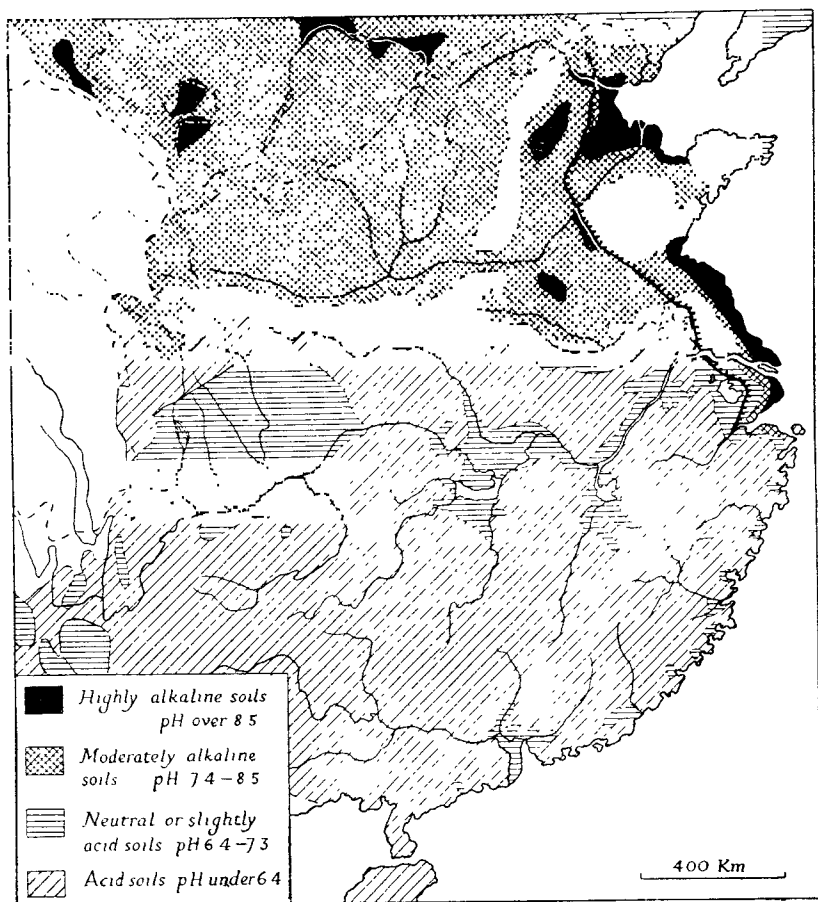 Highly alkaline soils
pH over 8 5
Moderately alkaline
soils pH 7 4–8 5
Neutral or slightly
acid soils pH 6 4–7 3
Acid soils pH under 6 4
400 Km